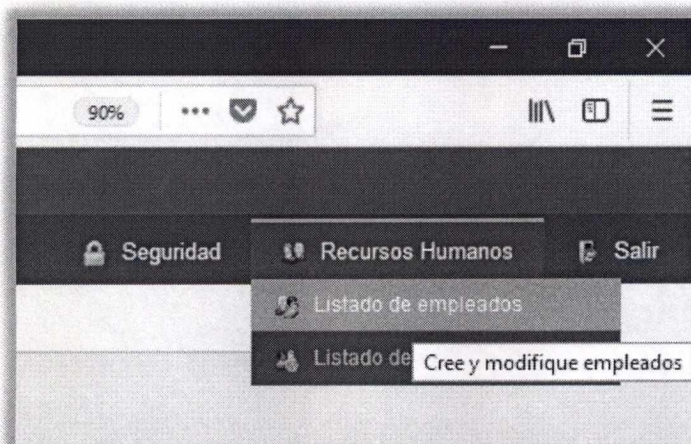 90%
Seguridad Recursos Humanos Salir
Listado de empleados
Listado de
Cree y modifique empleados